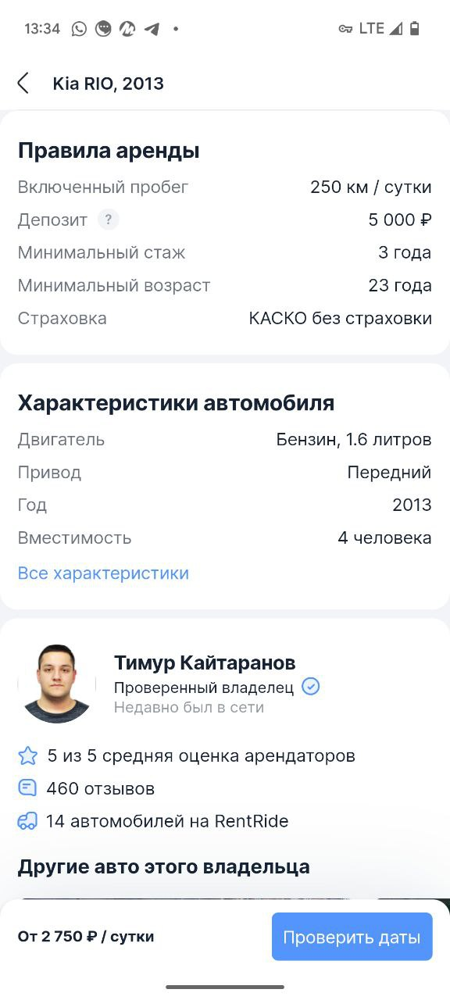 13:34 LTE
Kia RIO, 2013
Правила аренды
Включенный пробег 250 км / сутки
Депозит ? 5 000 ₽
Минимальный стаж 3 года
Минимальный возраст 23 года
Страховка КАСКО без страховки
Характеристики автомобиля
Двигатель Бензин, 1.6 литров
Привод Передний
Год 2013
Вместимость 4 человека
Все характеристики
Тимур Кайтаранов
Проверенный владелец
Недавно был в сети
5 из 5 средняя оценка арендаторов
460 отзывов
14 автомобилей на RentRide
Другие авто этого владельца
От 2 750 ₽ / сутки Проверить даты